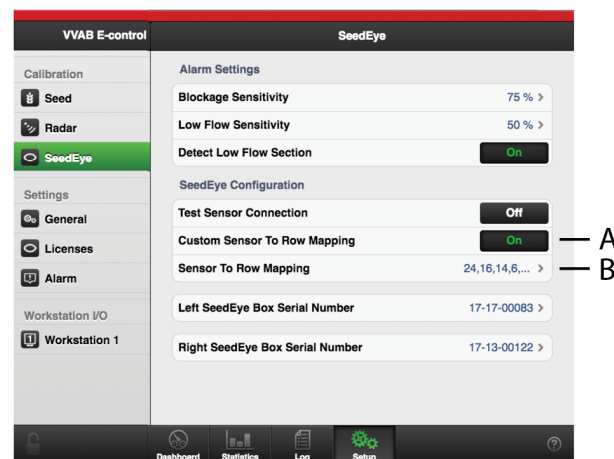 VVAB E-control
SeedEye
Calibration
Seed
Radar
SeedEye
Settings
General
Licenses
Alarm
Workstation I/O
1 Workstation 1
Alarm Settings
Blockage Sensitivity 75 % >
Low Flow Sensitivity 50 % >
Detect Low Flow Section On
SeedEye Configuration
Test Sensor Connection Off
Custom Sensor To Row Mapping On
A
Sensor To Row Mapping 24,16,14,6,... >
B
Left SeedEye Box Serial Number 17-17-00083 >
Right SeedEye Box Serial Number 17-13-00122 >
Dashboard Statistics Log Setup ?